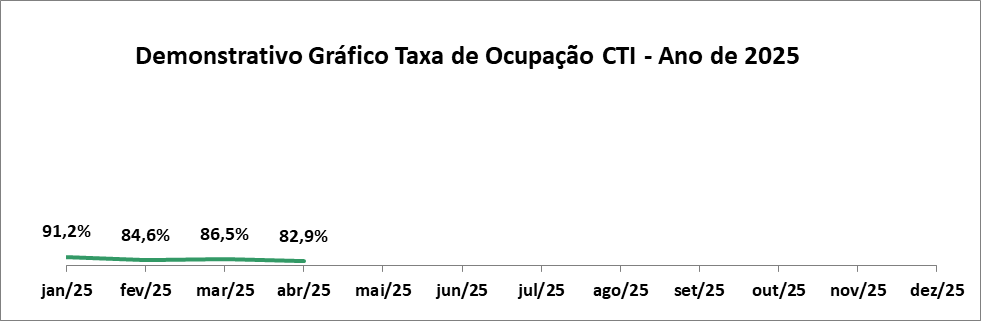 Demonstrativo Gráfico Taxa de Ocupação CTI - Ano de 2025
91,2% 84,6% 86,5% 82,9%
jan/25 fev/25 mar/25 abr/25 mai/25 jun/25 jul/25 ago/25 set/25 out/25 nov/25 dez/25